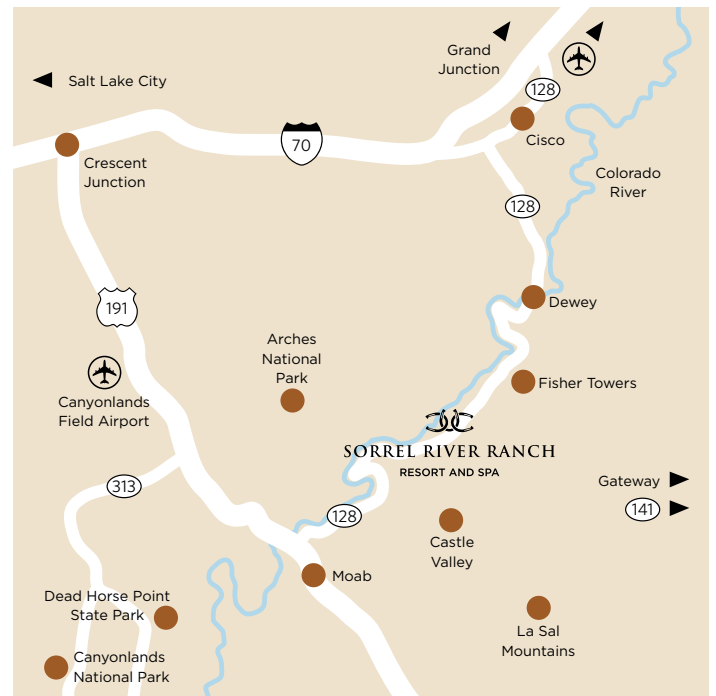 Grand
Junction
Salt Lake City
128
70
Cisco
Crescent
Junction
Colorado
River
128
191
Dewey
Arches
National
Park
Canyonlands
Field Airport
Fisher Towers
SORREL RIVER RANCH
RESORT AND SPA
313
Gateway
141
128
Castle
Valley
Moab
Dead Horse Point
State Park
La Sal
Mountains
Canyonlands
National Park